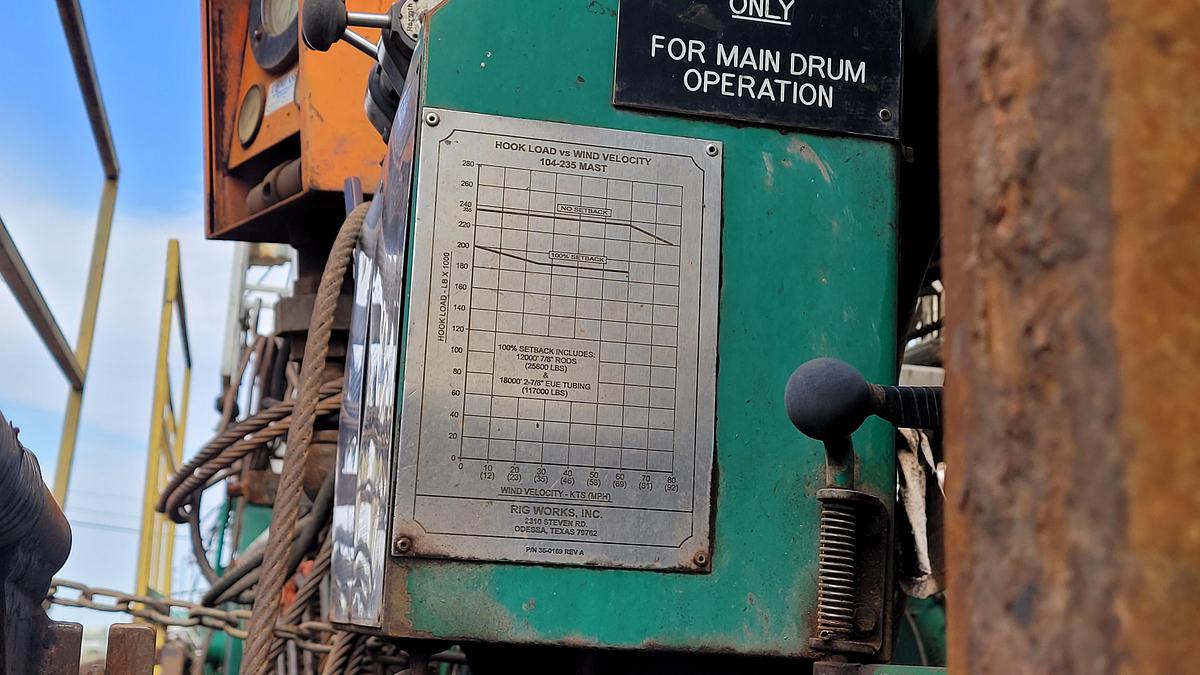 ONLY
FOR MAIN DRUM
OPERATION
HOOK LOAD vs WIND VELOCITY
104-235 MAST
280
260
240
235
220
200
180
160
140
120
100
80
60
40
20
0
HOOK LOAD - LB X 1000
NO SETBACK
100% SETBACK
100% SETBACK INCLUDES:
12000' 7/8" RODS
(25800 LBS)
&
18000' 2-7/8" EUE TUBING
(117000 LBS)
0 10 20 30 40 50 60 70 80
(12) (23) (35) (46) (58) (69) (81) (92)
WIND VELOCITY - KTS (MPH)
RIG WORKS, INC.
2310 STEVEN RD.
ODESSA, TEXAS 79762
P/N 36-0169 REV A